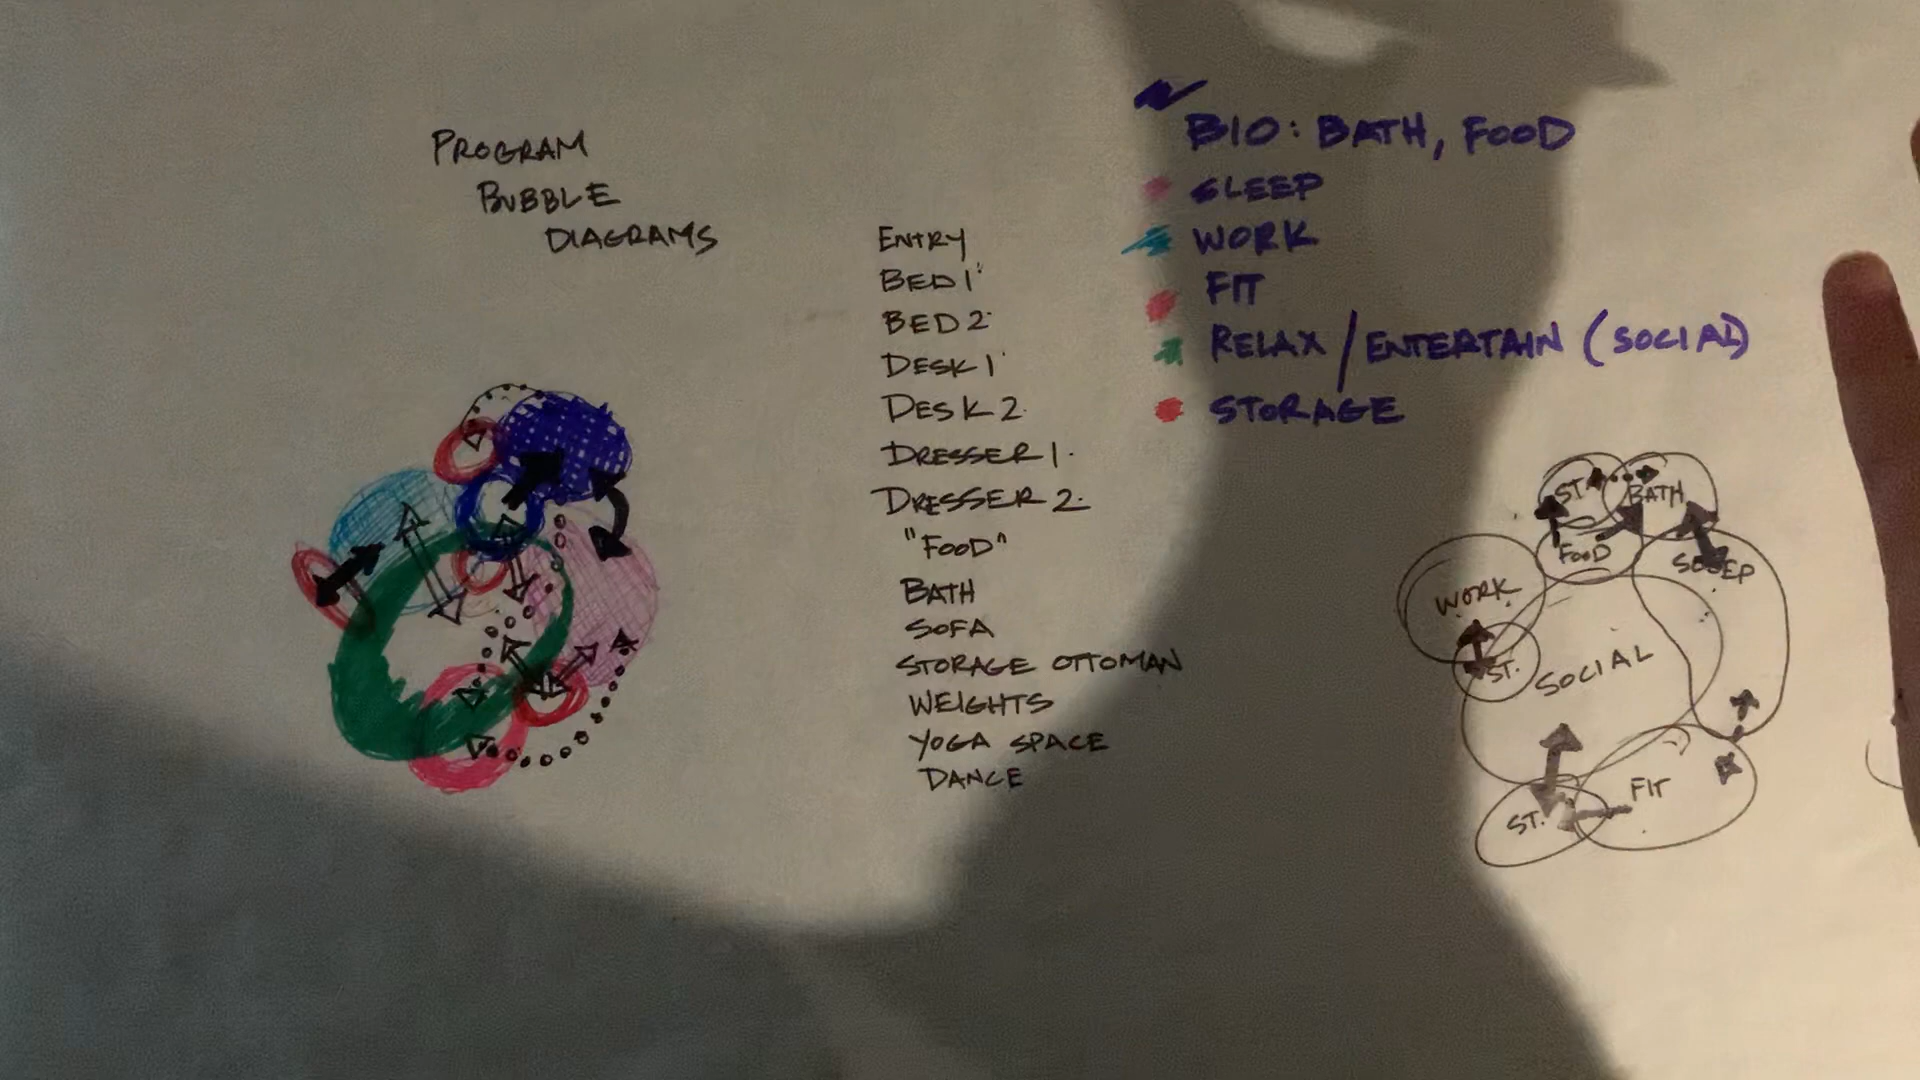 PROGRAM
BUBBLE
DIAGRAMS
ENTRY
BED 1
BED 2
DESK 1
DESK 2
DRESSER 1
DRESSER 2
"FOOD"
BATH
SOFA
STORAGE OTTOMAN
WEIGHTS
YOGA SPACE
DANCE
BIO: BATH, FOOD
SLEEP
WORK
FIT
RELAX / ENTERTAIN (SOCIAL)
STORAGE
ST.
BATH
FOOD
SLEEP
WORK
ST.
SOCIAL
FIT
ST.